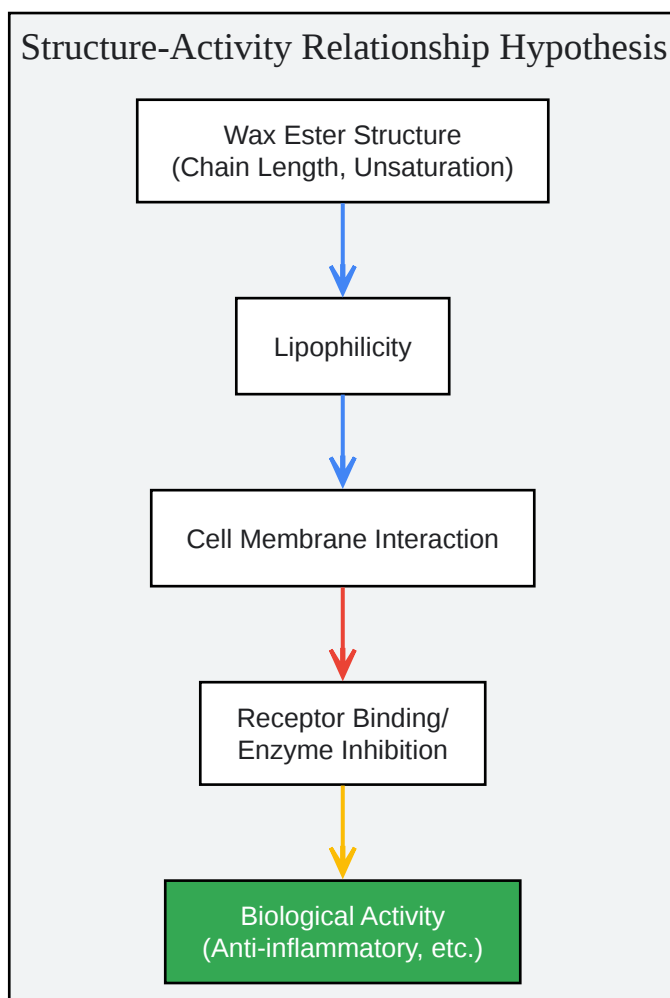 Structure-Activity Relationship Hypothesis
Wax Ester Structure
(Chain Length, Unsaturation)
Lipophilicity
Cell Membrane Interaction
Receptor Binding/
Enzyme Inhibition
Biological Activity
(Anti-inflammatory, etc.)